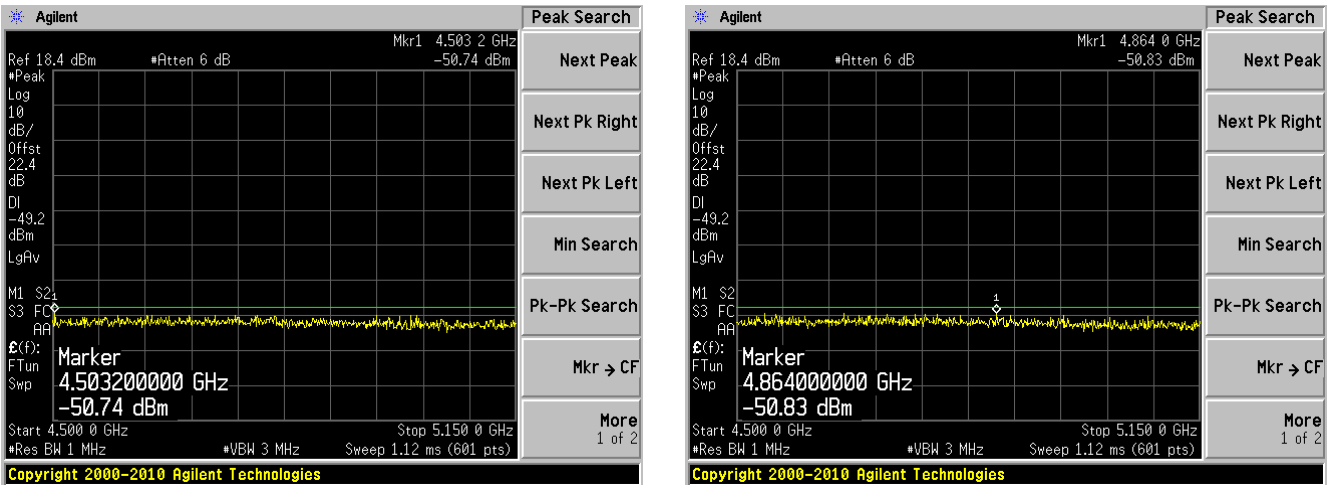 Agilent
Peak Search
Mkr1 4.503 2 GHz
Ref 18.4 dBm #Atten 6 dB -50.74 dBm
#Peak
Log
10
dB/
Offst
22.4
dB
DI
-49.2
dBm
LgAv
M1 S2
S3 FC
AA
£(f):
FTun
Swp
1
Marker
4.503200000 GHz
-50.74 dBm
Start 4.500 0 GHz Stop 5.150 0 GHz
#Res BW 1 MHz #VBW 3 MHz Sweep 1.12 ms (601 pts)
Next Peak
Next Pk Right
Next Pk Left
Min Search
Pk-Pk Search
Mkr → CF
More
1 of 2
Copyright 2000-2010 Agilent Technologies
Agilent
Peak Search
Mkr1 4.864 0 GHz
Ref 18.4 dBm #Atten 6 dB -50.83 dBm
#Peak
Log
10
dB/
Offst
22.4
dB
DI
-49.2
dBm
LgAv
M1 S2
S3 FC
AA
£(f):
FTun
Swp
1
Marker
4.864000000 GHz
-50.83 dBm
Start 4.500 0 GHz Stop 5.150 0 GHz
#Res BW 1 MHz #VBW 3 MHz Sweep 1.12 ms (601 pts)
Next Peak
Next Pk Right
Next Pk Left
Min Search
Pk-Pk Search
Mkr → CF
More
1 of 2
Copyright 2000-2010 Agilent Technologies